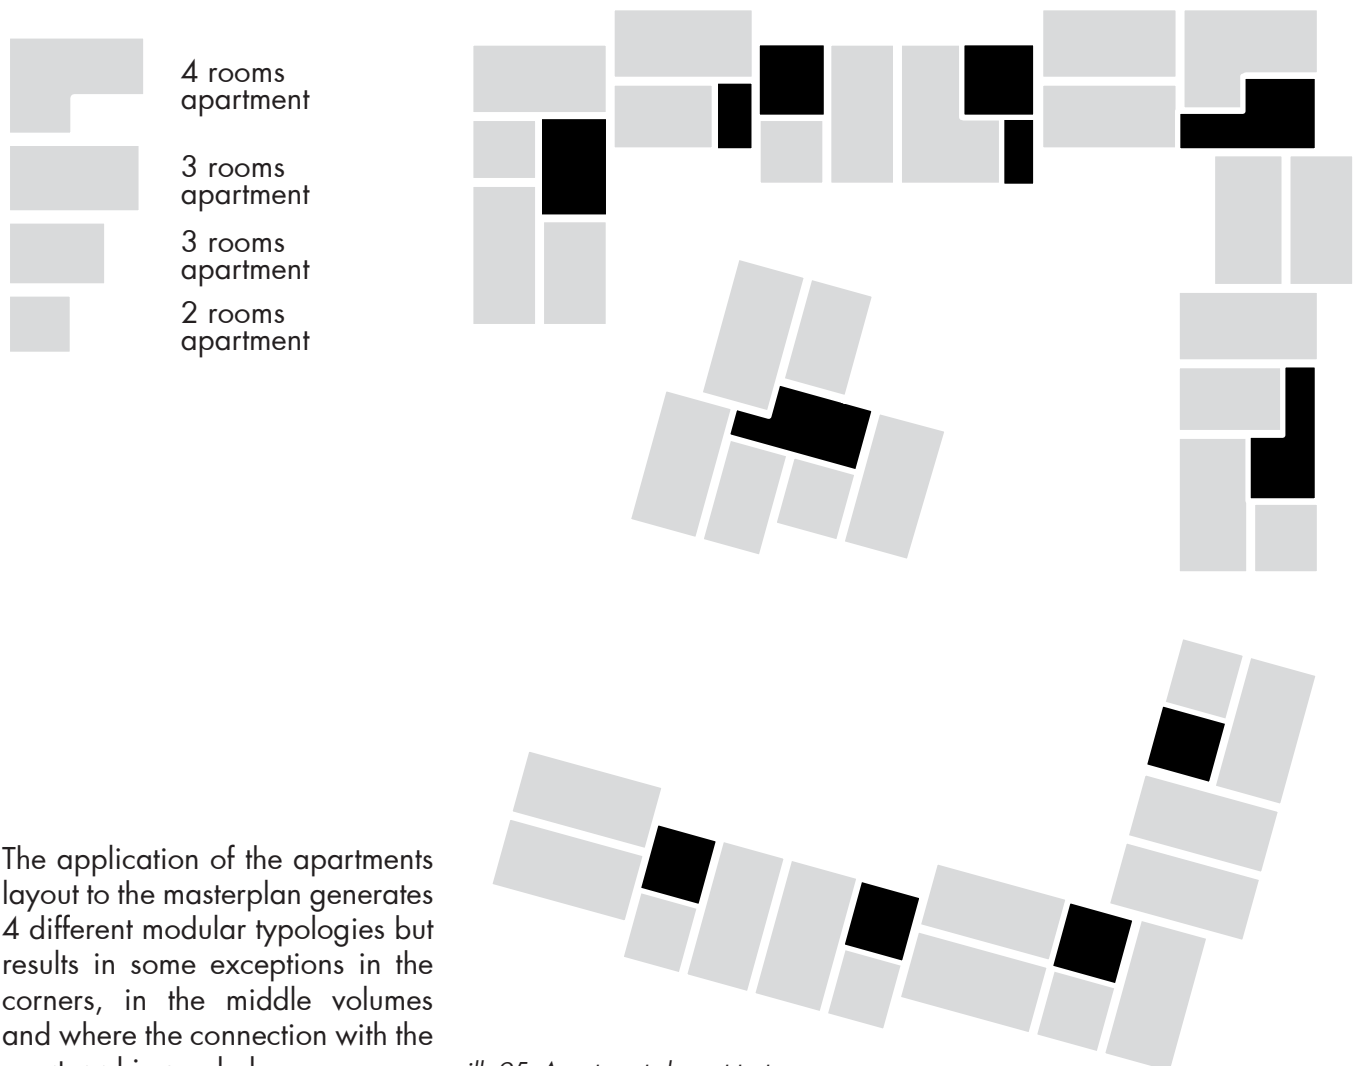 4 rooms
apartment
3 rooms
apartment
3 rooms
apartment
2 rooms
apartment
The application of the apartments
layout to the masterplan generates
4 different modular typologies but
results in some exceptions in the
corners, in the middle volumes
and where the connection with the